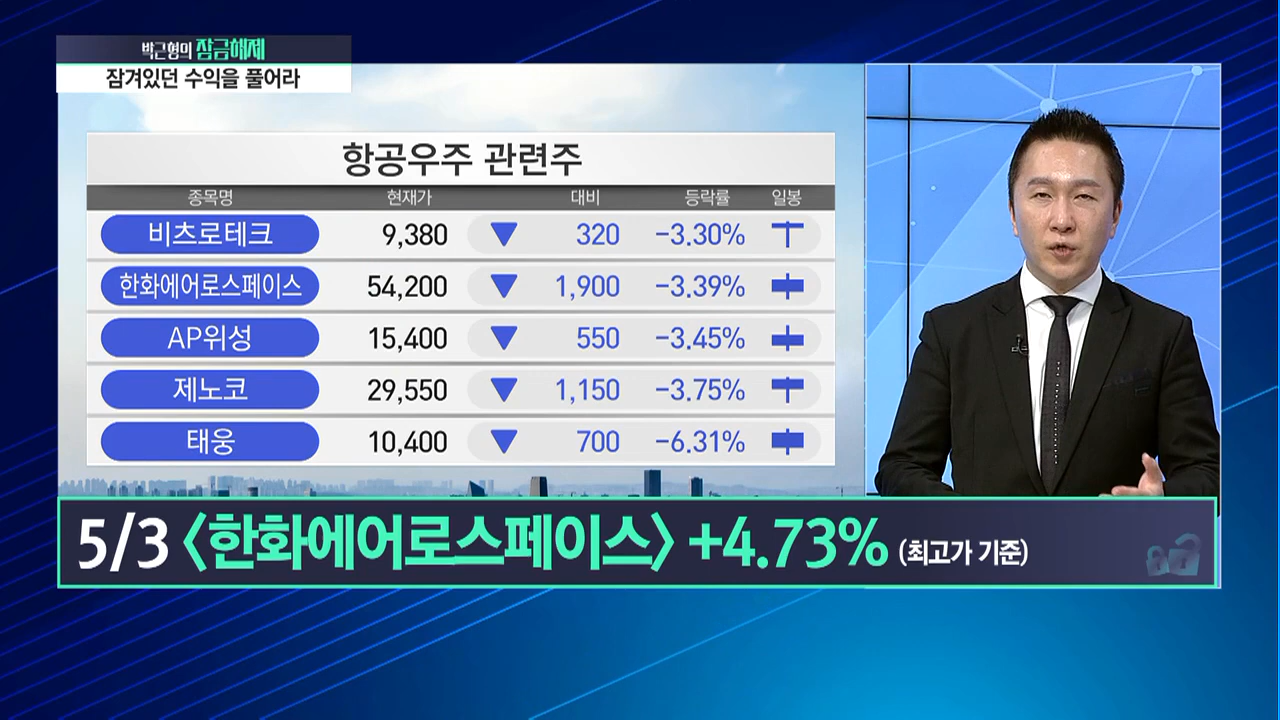 박근형의 잠금해제
잠겨있던 수익을 풀어라
항공우주 관련주
종목명 현재가 대비 등락률 일봉
비츠로테크 9,380 ▼ 320 -3.30%
한화에어로스페이스 54,200 ▼ 1,900 -3.39%
AP위성 15,400 ▼ 550 -3.45%
제노코 29,550 ▼ 1,150 -3.75%
태웅 10,400 ▼ 700 -6.31%
5/3 〈한화에어로스페이스〉 +4.73% (최고가 기준)